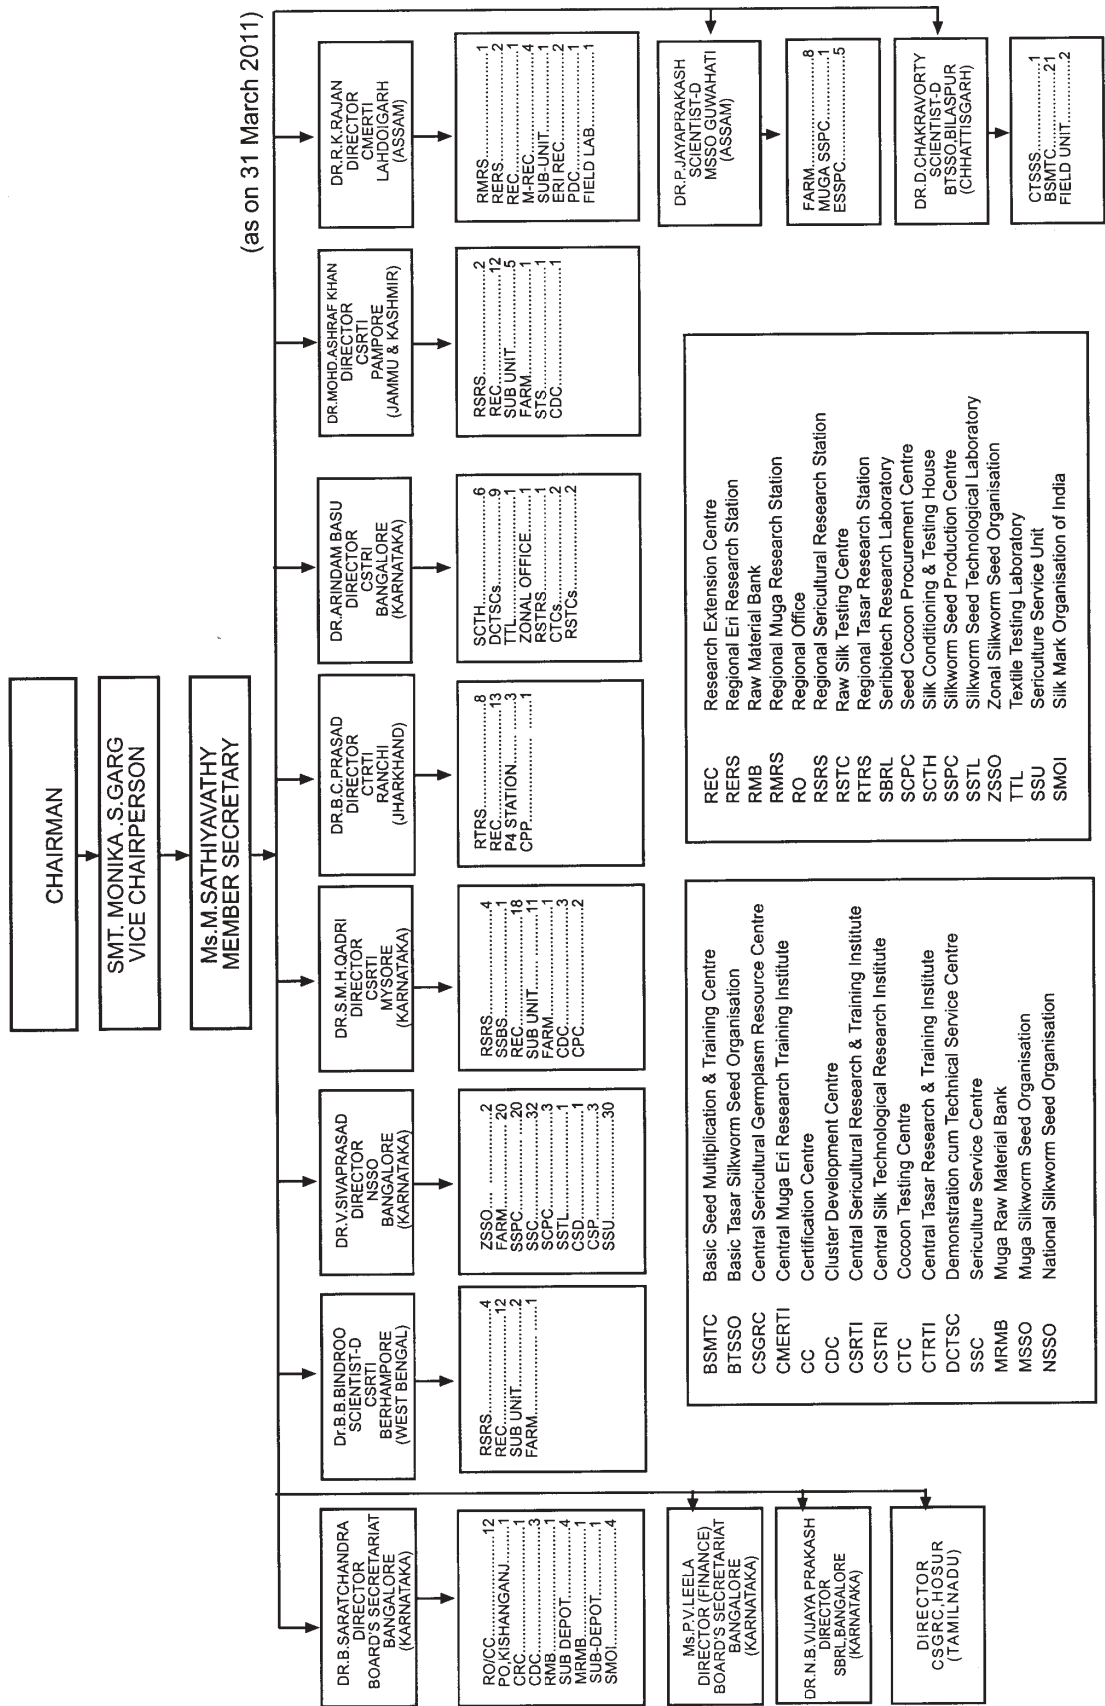 (as on 31 March 2011)
CHAIRMAN
SMT. MONIKA .S.GARG
VICE CHAIRPERSON
Ms.M.SATHIYAVATHY
MEMBER SECRETARY
DR.B.SARATCHANDRA
DIRECTOR
BOARD'S SECRETARIAT
BANGALORE
(KARNATAKA)
RO/CC..............12
PO.KISHANGANJ.....1
CRC....................1
CDC....................3
RMB....................1
SUB DEPOT.........4
MRMB.................1
SUB-DEPOT.........1
SMOI...................4
Ms.P.V.LEELA
DIRECTOR (FINANCE)
BOARD'S SECRETARIAT
BANGALORE
(KARNATAKA)
DR.N.B.VIJAYA PRAKASH
DIRECTOR
SBRL,BANGALORE
(KARNATAKA)
DIRECTOR
CSGRC,HOSUR
(TAMILNADU)
Dr.B.B.BINDROO
SCIENTIST-D
CSRTI
BERHAMPORE
(WEST BENGAL)
RSRS................4
REC..................12
SUB UNIT..........2
FARM............ ....1
DR.V.SIVAPRASAD
DIRECTOR
NSSO
BANGALORE
(KARNATAKA)
ZSSO..... .........2
FARM...............20
SSPC...............20
SSC.................32
SCPC...............3
SSTL................1
CSD.................1
CSP.................3
SSU.................30
DR.S.M.H.QADRI
DIRECTOR
CSRTI
MYSORE
(KARNATAKA)
RSRS................4
SSBS................1
REC.................18
SUB UNIT...... ......11
FARM................1
CDC.................3
CPC.................2
DR.B.C.PRASAD
DIRECTOR
CTRTI
RANCHI
(JHARKHAND)
RTRS..................8
REC....................13
P4 STATION...... ...3
CPP............. .......1
DR.ARINDAM BASU
DIRECTOR
CSTRI
BANGALORE
(KARNATAKA)
SCTH...............6
DCTSCs...........9
TTL..................1
ZONAL OFFICE....1
RSTRS..............1
CTCs................2
RSTCs..............2
DR.MOHD.ASHRAF KHAN
DIRECTOR
CSRTI
PAMPORE
(JAMMU & KASHMIR)
RSRS...............2
REC.................12
SUB UNIT..........5
FARM...............1
STS..................1
CDC.................1
DR.R.K.RAJAN
DIRECTOR
CMERTI
LAHDOIGARH
(ASSAM)
RMRS...............1
RERS...............2
REC.................1
M-REC..............4
SUB-UNIT..........1
ERI REC............2
PDC.................1
FIELD LAB.........1
DR.P.JAYAPRAKASH
SCIENTIST-D
MSSO GUWAHATI
(ASSAM)
FARM................8
MUGA SSPC.......1
ESSPC..............5
DR.D.CHAKRAVORTY
SCIENTIST-D
BTSSO,BILASPUR
(CHHATTISGARH)
CTSSS..............1
BSMTC.............21
FIELD UNIT.........2
BSMTC Basic Seed Multiplication & Training Centre
BTSSO Basic Tasar Silkworm Seed Organisation
CSGRC Central Sericultural Germplasm Resource Centre
CMERTI Central Muga Eri Research Training Institute
CC Certification Centre
CDC Cluster Development Centre
CSRTI Central Sericultural Research & Training Institute
CSTRI Central Silk Technological Research Institute
CTC Cocoon Testing Centre
CTRTI Central Tasar Research & Training Institute
DCTSC Demonstration cum Technical Service Centre
SSC Sericulture Service Centre
MRMB Muga Raw Material Bank
MSSO Muga Silkworm Seed Organisation
NSSO National Silkworm Seed Organisation
REC Research Extension Centre
RERS Regional Eri Research Station
RMB Raw Material Bank
RMRS Regional Muga Research Station
RO Regional Office
RSRS Regional Sericultural Research Station
RSTC Raw Silk Testing Centre
RTRS Regional Tasar Research Station
SBRL Seribiotech Research Laboratory
SCPC Seed Cocoon Procurement Centre
SCTH Silk Conditioning & Testing House
SSPC Silkworm Seed Production Centre
SSTL Silkworm Seed Technological Laboratory
ZSSO Zonal Silkworm Seed Organisation
TTL Textile Testing Laboratory
SSU Sericulture Service Unit
SMOI Silk Mark Organisation of India